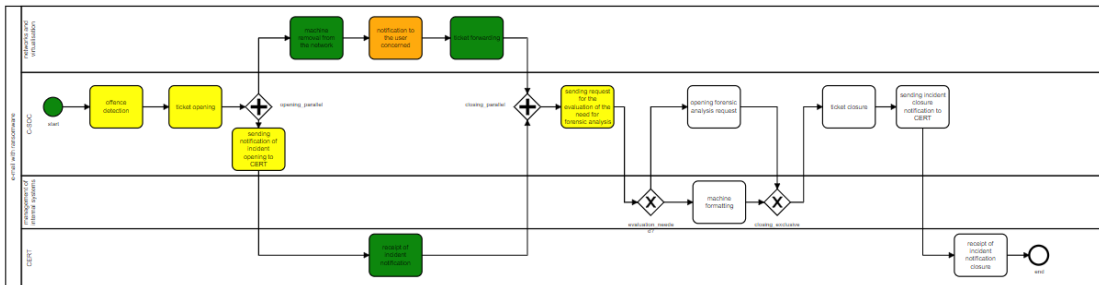 e-mail with ransomware
networks and
virtualisation
machine
removal from
the network
notification to
the user
concerned
ticket forwarding
C-SOC
start
offence
detection
ticket opening
opening_parallel
sending
notification of
incident
opening to
CERT
closing_parallel
sending request
for the
evaluation of the
need for
forensic analysis
opening forensic
analysis request
ticket closure
sending incident
closure
notification to
CERT
management of
internal systems
evaluation_neede
d?
machine
formatting
closing_exclusive
CERT
receipt of
incident
notification
receipt of
incident
notification
closure
end